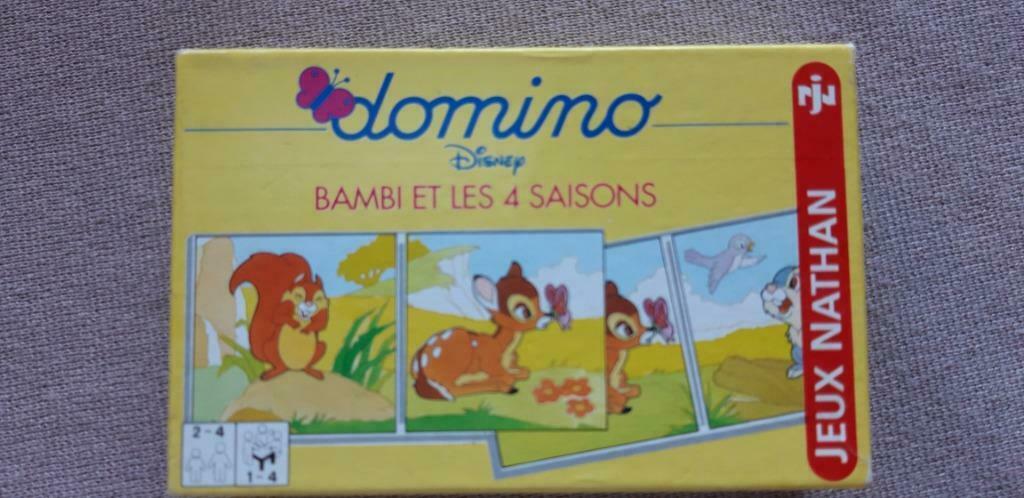 domino
Disney
BAMBI ET LES 4 SAISONS
JEUX NATHAN
2-4
1-4